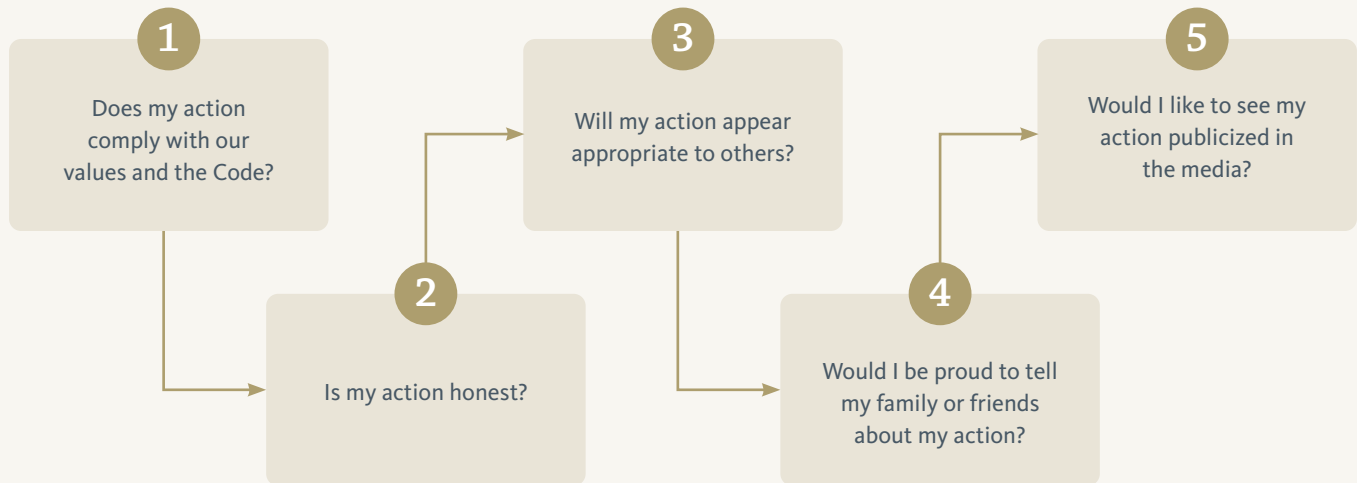 1
Does my action
comply with our
values and the Code?
2
Is my action honest?
3
Will my action appear
appropriate to others?
4
Would I be proud to tell
my family or friends
about my action?
5
Would I like to see my
action publicized in
the media?